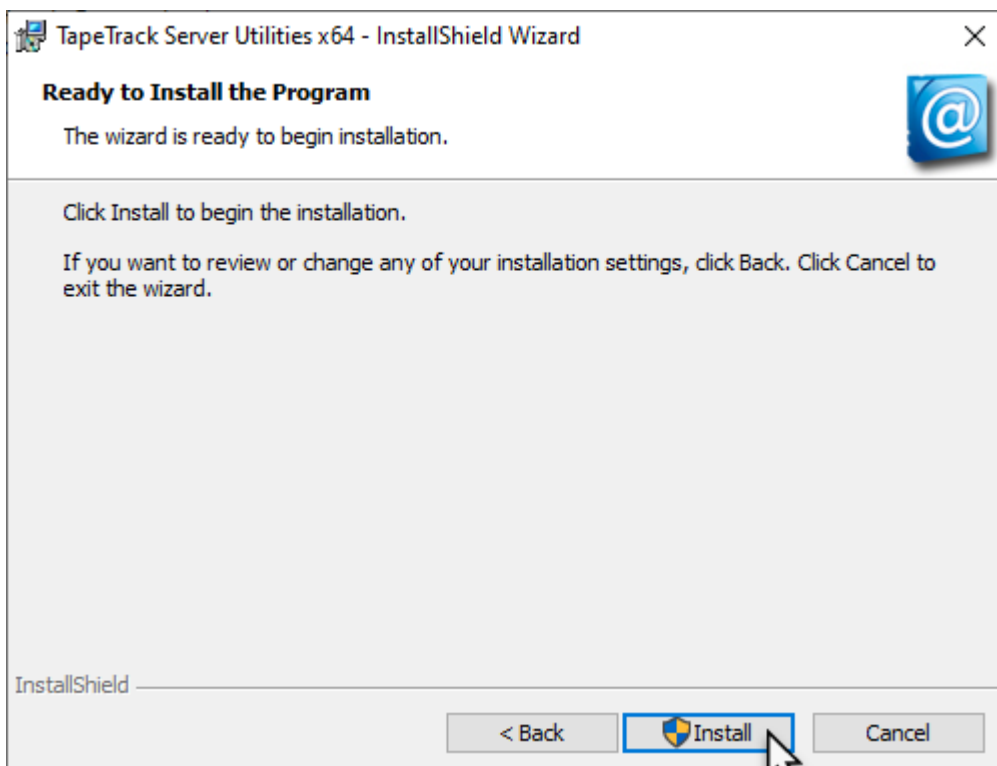 TapeTrack Server Utilities x64 - InstallShield Wizard
Ready to Install the Program
The wizard is ready to begin installation.
@
Click Install to begin the installation.
If you want to review or change any of your installation settings, click Back. Click Cancel to
exit the wizard.
InstallShield
< Back
Install
Cancel